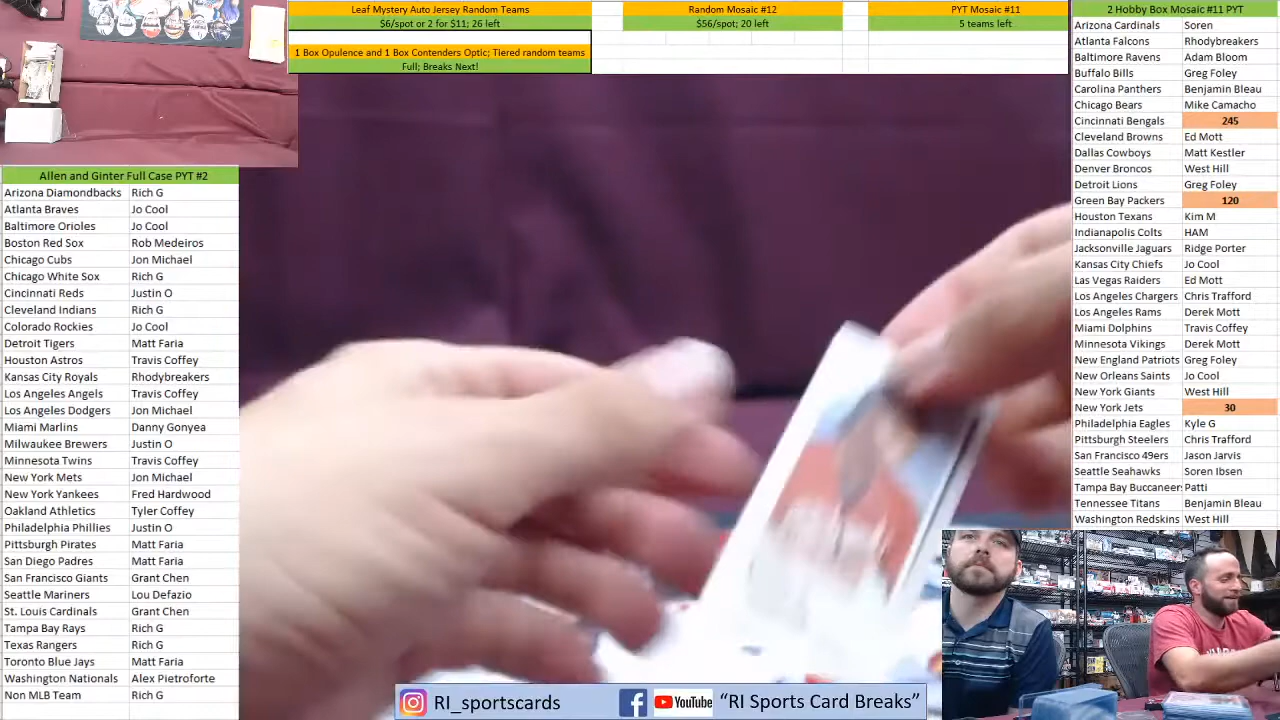 Leaf Mystery Auto Jersey Random Teams
$6/spot or 2 for $11; 26 left
1 Box Opulence and 1 Box Contenders Optic; Tiered random teams
Full; Breaks Next!
Random Mosaic #12
$56/spot; 20 left
PYT Mosaic #11
5 teams left
2 Hobby Box Mosaic #11 PYT
Arizona Cardinals Soren
Atlanta Falcons Rhodybreakers
Baltimore Ravens Adam Bloom
Buffalo Bills Greg Foley
Carolina Panthers Benjamin Bleau
Chicago Bears Mike Camacho
Cincinnati Bengals 245
Cleveland Browns Ed Mott
Dallas Cowboys Matt Kestler
Denver Broncos West Hill
Detroit Lions Greg Foley
Green Bay Packers 120
Houston Texans Kim M
Indianapolis Colts HAM
Jacksonville Jaguars Ridge Porter
Kansas City Chiefs Jo Cool
Las Vegas Raiders Ed Mott
Los Angeles Chargers Chris Trafford
Los Angeles Rams Derek Mott
Miami Dolphins Travis Coffey
Minnesota Vikings Derek Mott
New England Patriots Greg Foley
New Orleans Saints Jo Cool
New York Giants West Hill
New York Jets 30
Philadelphia Eagles Kyle G
Pittsburgh Steelers Chris Trafford
San Francisco 49ers Jason Jarvis
Seattle Seahawks Soren Ibsen
Tampa Bay Buccaneer Patti
Tennessee Titans Benjamin Bleau
Washington Redskins West Hill
Allen and Ginter Full Case PYT #2
Arizona Diamondbacks Rich G
Atlanta Braves Jo Cool
Baltimore Orioles Jo Cool
Boston Red Sox Rob Medeiros
Chicago Cubs Jon Michael
Chicago White Sox Rich G
Cincinnati Reds Justin O
Cleveland Indians Rich G
Colorado Rockies Jo Cool
Detroit Tigers Matt Faria
Houston Astros Travis Coffey
Kansas City Royals Rhodybreakers
Los Angeles Angels Travis Coffey
Los Angeles Dodgers Jon Michael
Miami Marlins Danny Gonyea
Milwaukee Brewers Justin O
Minnesota Twins Travis Coffey
New York Mets Jon Michael
New York Yankees Fred Hardwood
Oakland Athletics Tyler Coffey
Philadelphia Phillies Justin O
Pittsburgh Pirates Matt Faria
San Diego Padres Matt Faria
San Francisco Giants Grant Chen
Seattle Mariners Lou Defazio
St. Louis Cardinals Grant Chen
Tampa Bay Rays Rich G
Texas Rangers Rich G
Toronto Blue Jays Matt Faria
Washington Nationals Alex Pietroforte
Non MLB Team Rich G
RI_sportscards
YouTube
"RI Sports Card Breaks"